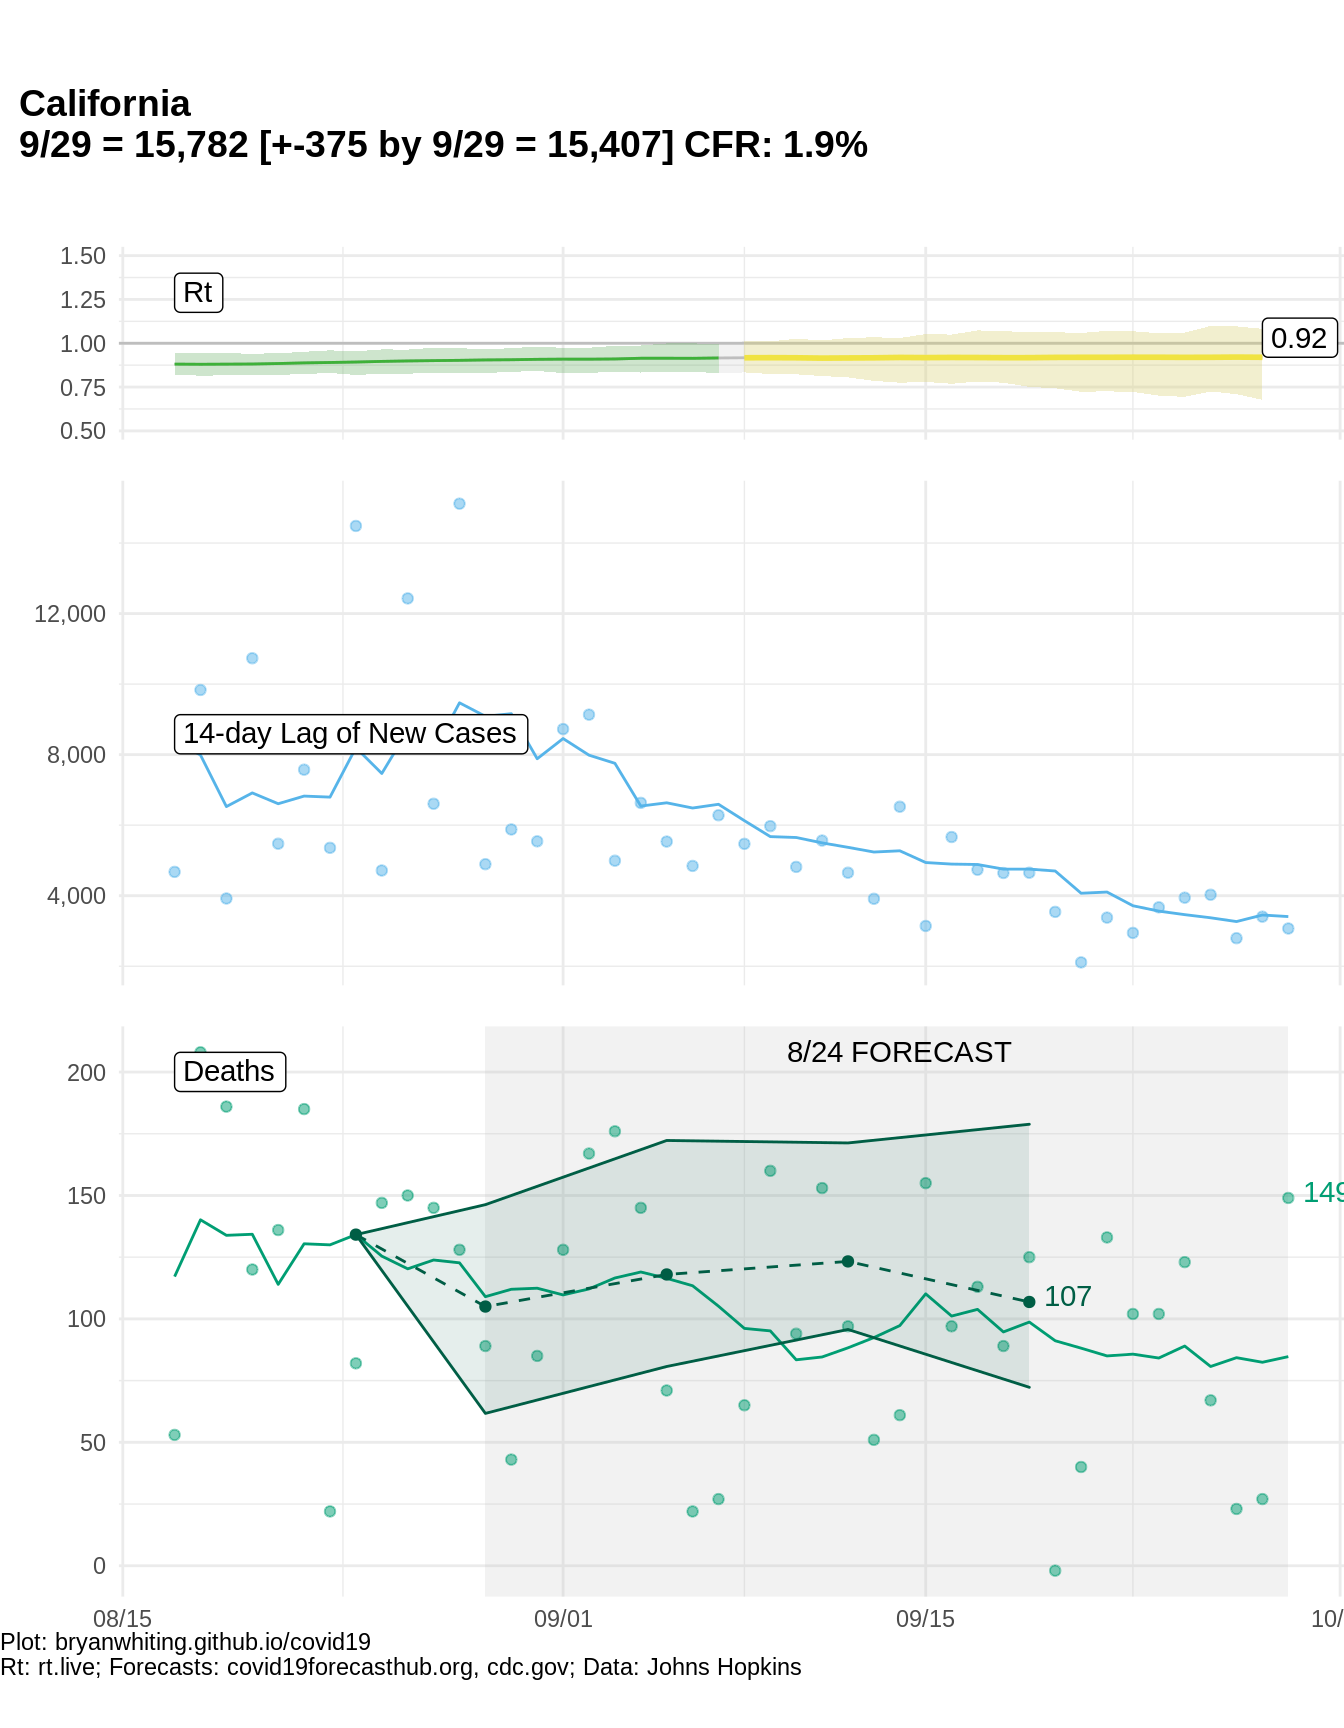 California
9/29 = 15,782 [+-375 by 9/29 = 15,407] CFR: 1.9%
1.50
1.25
1.00
0.75
0.50
Rt
0.92
12,000
8,000
4,000
14-day Lag of New Cases
200
150
100
50
0
Deaths
8/24 FORECAST
149
107
08/15
09/01
09/15
10/
Plot: bryanwhiting.github.io/covid19
Rt: rt.live; Forecasts: covid19forecasthub.org, cdc.gov; Data: Johns Hopkins